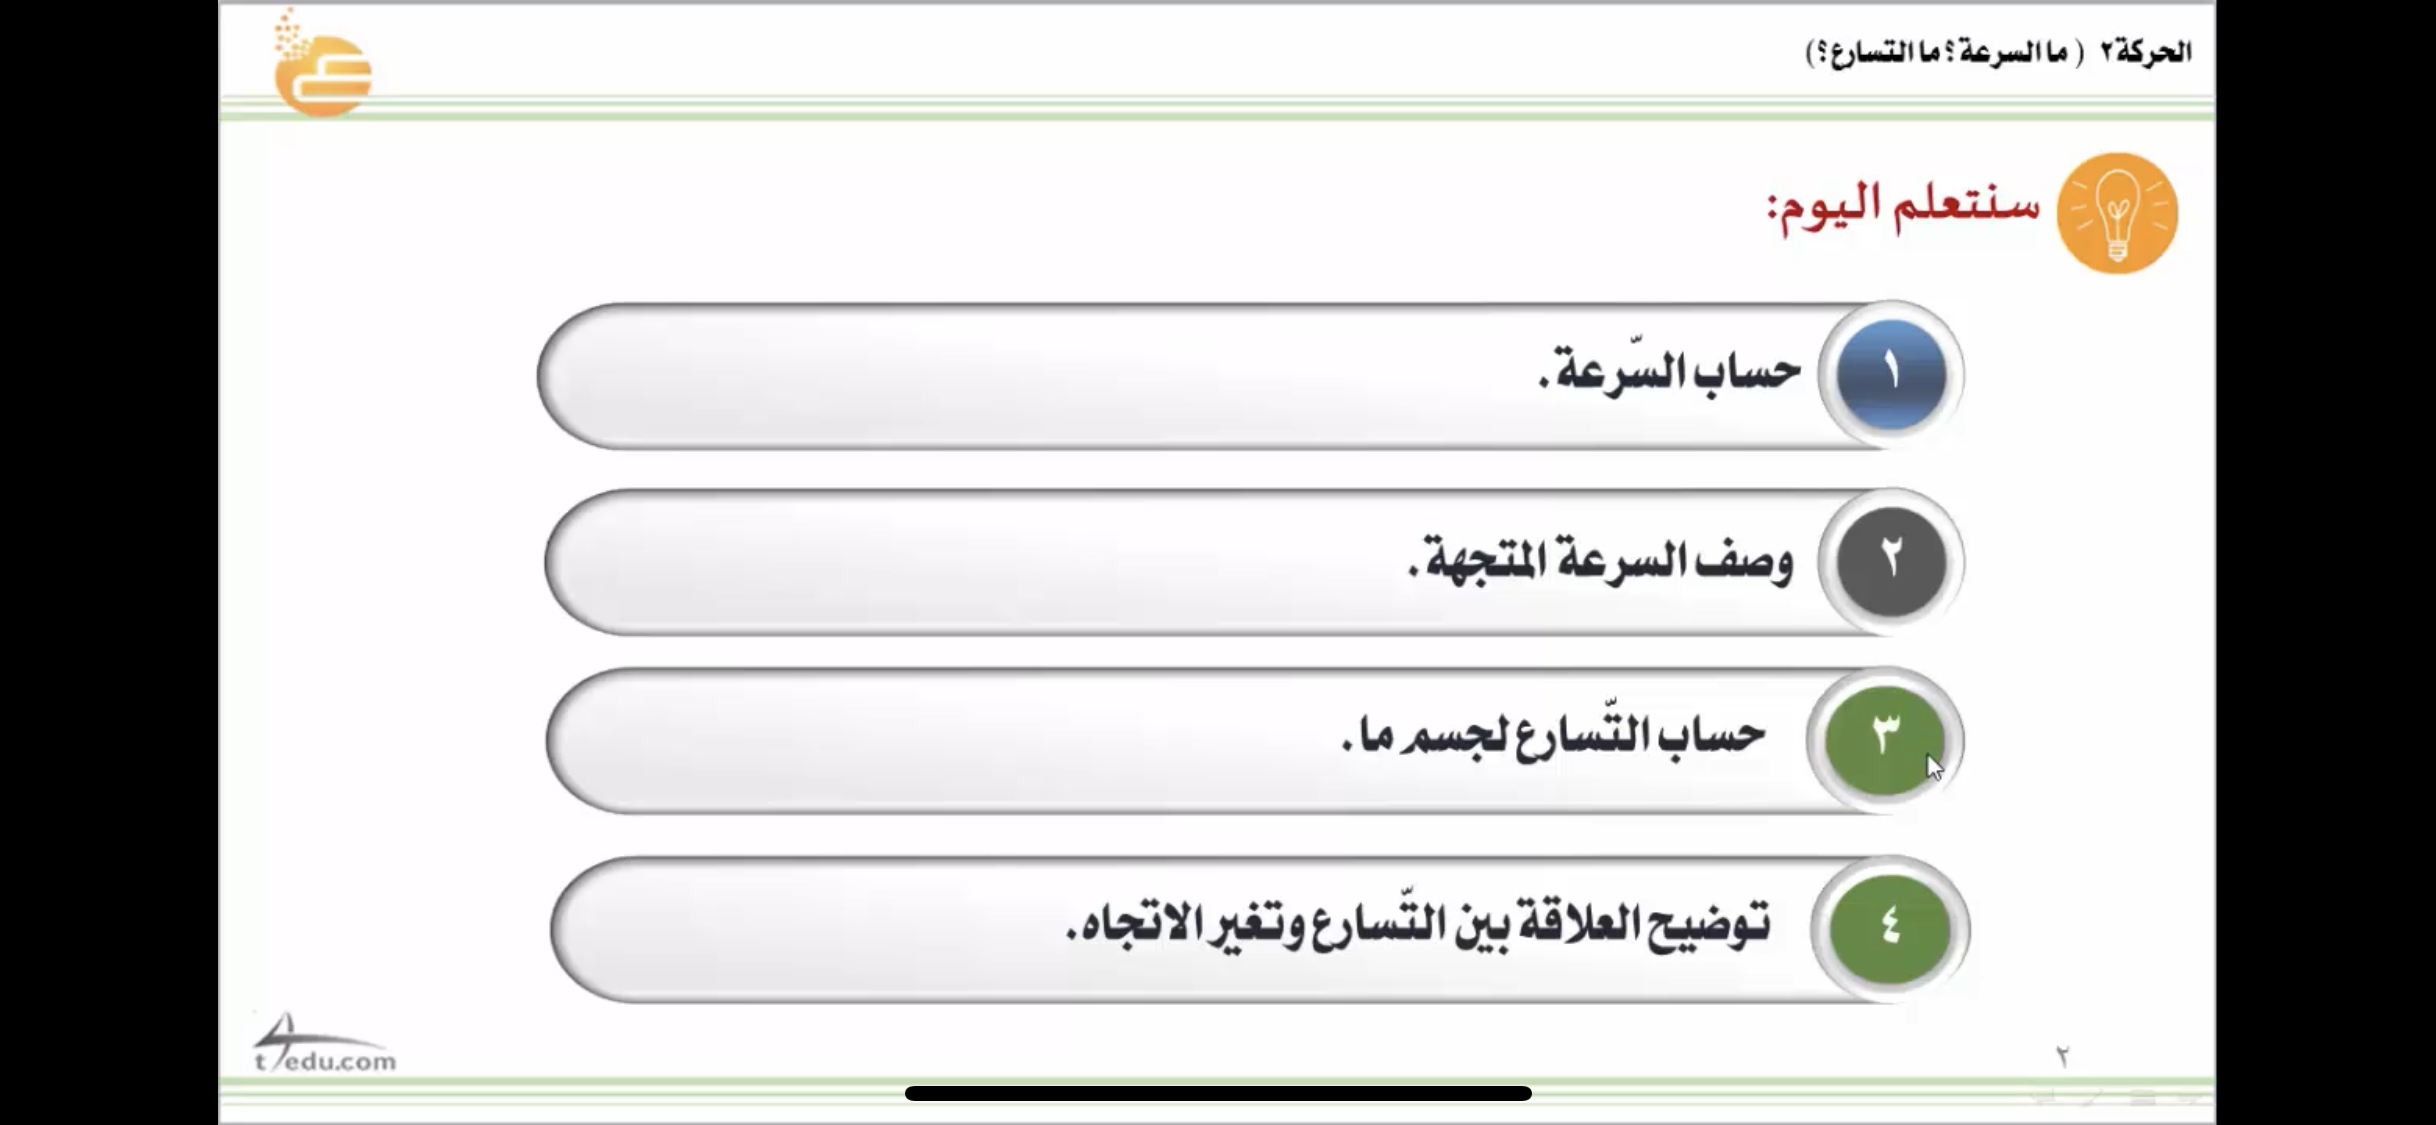 الحركة٢ ( ما السرعة؟ ما التسارع؟)
سنتعلم اليوم:
١ حساب السّرعة.
٢ وصف السرعة المتجهة.
٣ حساب التّسارع لجسم ما.
٤ توضيح العلاقة بين التّسارع وتغير الاتجاه.
t4edu.com
٢